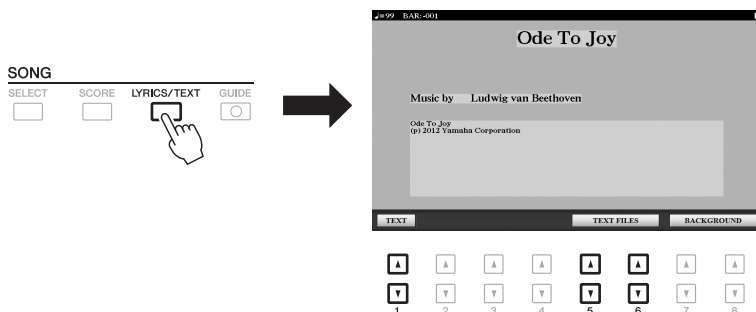 SONG
SELECT SCORE LYRICS/TEXT GUIDE
♩=99 BAR:-001
Ode To Joy
Music by Ludwig van Beethoven
Ode To Joy
(p) 2012 Yamaha Corporation
TEXT TEXT FILES BACKGROUND
1 2 3 4 5 6 7 8